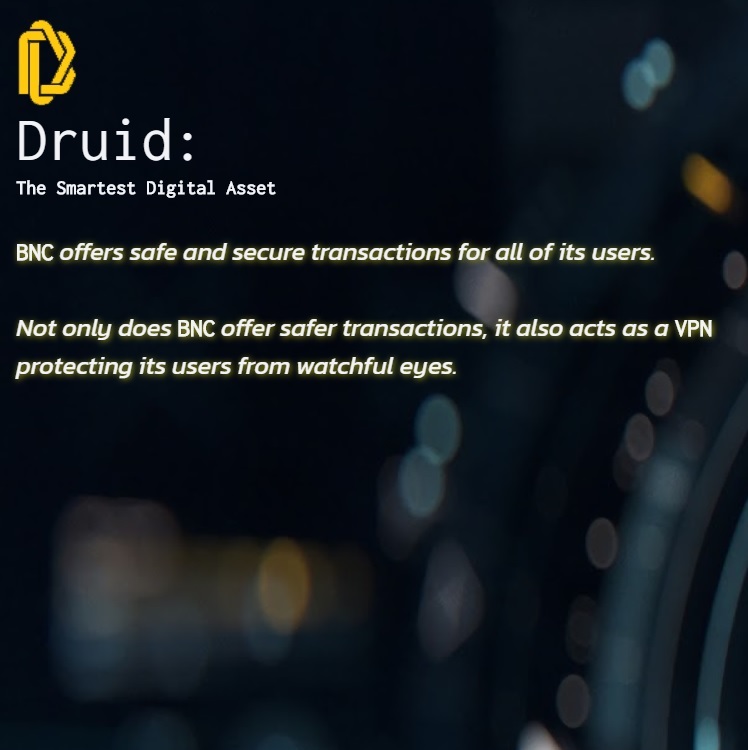 Druid:
The Smartest Digital Asset
BNC offers safe and secure transactions for all of its users.
Not only does BNC offer safer transactions, it also acts as a VPN
protecting its users from watchful eyes.